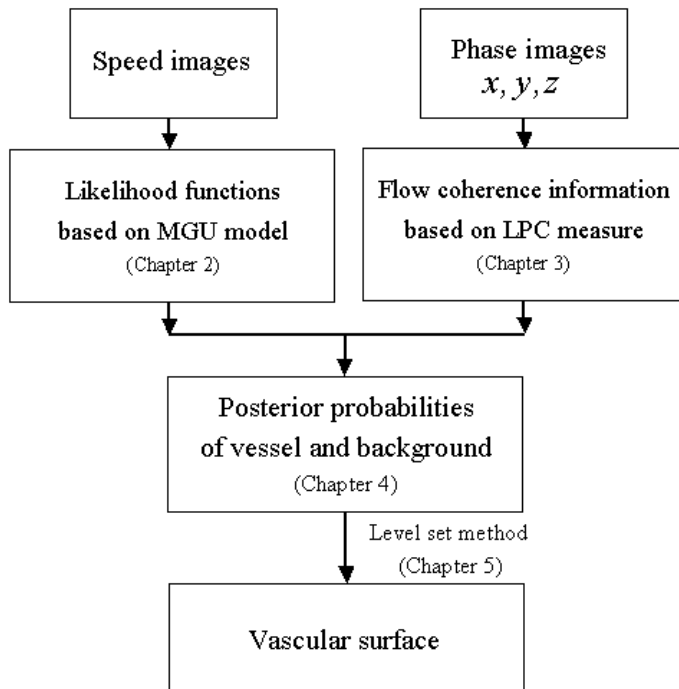 Speed images
Phase images
x, y, z
Likelihood functions
based on MGU model
(Chapter 2)
Flow coherence information
based on LPC measure
(Chapter 3)
Posterior probabilities
of vessel and background
(Chapter 4)
Level set method
(Chapter 5)
Vascular surface